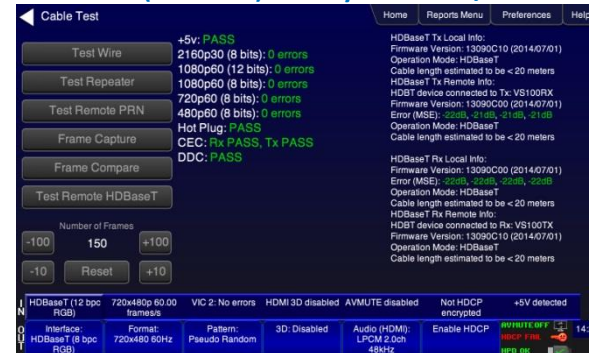 Cable Test
Home
Reports Menu
Preferences
Help
Test Wire
Test Repeater
Test Remote PRN
Frame Capture
Frame Compare
Test Remote HDBaseT
Number of Frames
-100
150
+100
-10
Reset
+10
+5v: PASS
2160p30 (8 bits): 0 errors
1080p60 (12 bits): 0 errors
1080p60 (8 bits): 0 errors
720p60 (8 bits): 0 errors
480p60 (8 bits): 0 errors
Hot Plug: PASS
CEC: Rx PASS, Tx PASS
DDC: PASS
HDBaseT Tx Local Info:
Firmware Version: 13090C10 (2014/07/01)
Operation Mode: HDBaseT
Cable length estimated to be < 20 meters
HDBaseT Tx Remote Info:
HDBT device connected to Tx: VS100RX
Firmware Version: 13090C00 (2014/07/01)
Error (MSE): -22dB, -21dB, -21dB, -21dB
Operation Mode: HDBaseT
Cable length estimated to be < 20 meters
HDBaseT Rx Local Info:
Firmware Version: 13090C00 (2014/07/01)
Error (MSE): -22dB, -22dB, -22dB, -22dB
Operation Mode: HDBaseT
Cable length estimated to be < 20 meters
HDBaseT Rx Remote Info:
HDBT device connected to Rx: VS100TX
Firmware Version: 13090C10 (2014/07/01)
Operation Mode: HDBaseT
Cable length estimated to be < 20 meters
IN
HDBaseT (12 bpc
RGB)
720x480p 60.00
frames/s
VIC 2: No errors
HDMI 3D disabled
AVMUTE disabled
Not HDCP
encrypted
+5V detected
OUT
Interface:
HDBaseT (8 bpc
RGB)
Format:
720x480 60Hz
Pattern:
Pseudo Random
3D: Disabled
Audio (HDMI):
LPCM 2.0ch
48kHz
Enable HDCP
AVMUTE OFF
HDCP FAIL
HPD OK
14: